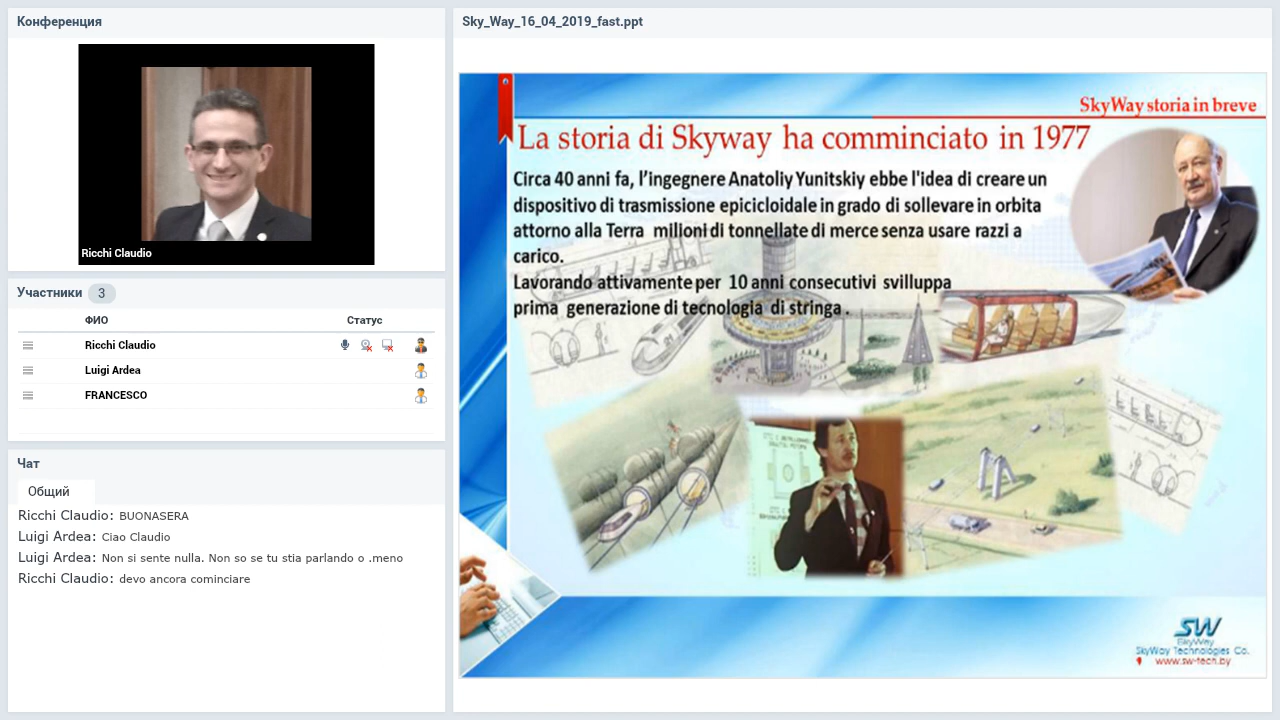 Конференция
Ricchi Claudio
Участники 3
ФИО Статус
Ricchi Claudio
Luigi Ardea
FRANCESCO
Чат
Общий
Ricchi Claudio: BUONASERA
Luigi Ardea: Ciao Claudio
Luigi Ardea: Non si sente nulla. Non so se tu stia parlando o .meno
Ricchi Claudio: devo ancora cominciare
Sky_Way_16_04_2019_fast.ppt
SkyWay storia in breve
La storia di Skyway ha comminciato in 1977
Circa 40 anni fa, l’ingegnere Anatoliy Yunitskiy ebbe l'idea di creare un
dispositivo di trasmissione epicicloidale in grado di sollevare in orbita
attorno alla Terra milioni di tonnellate di merce senza usare razzi a
carico.
Lavorando attivamente per 10 anni consecutivi svilluppa
prima generazione di tecnologia di stringa .
SW
SkyWay
SkyWay Technologies Co.
www.sw-tech.by